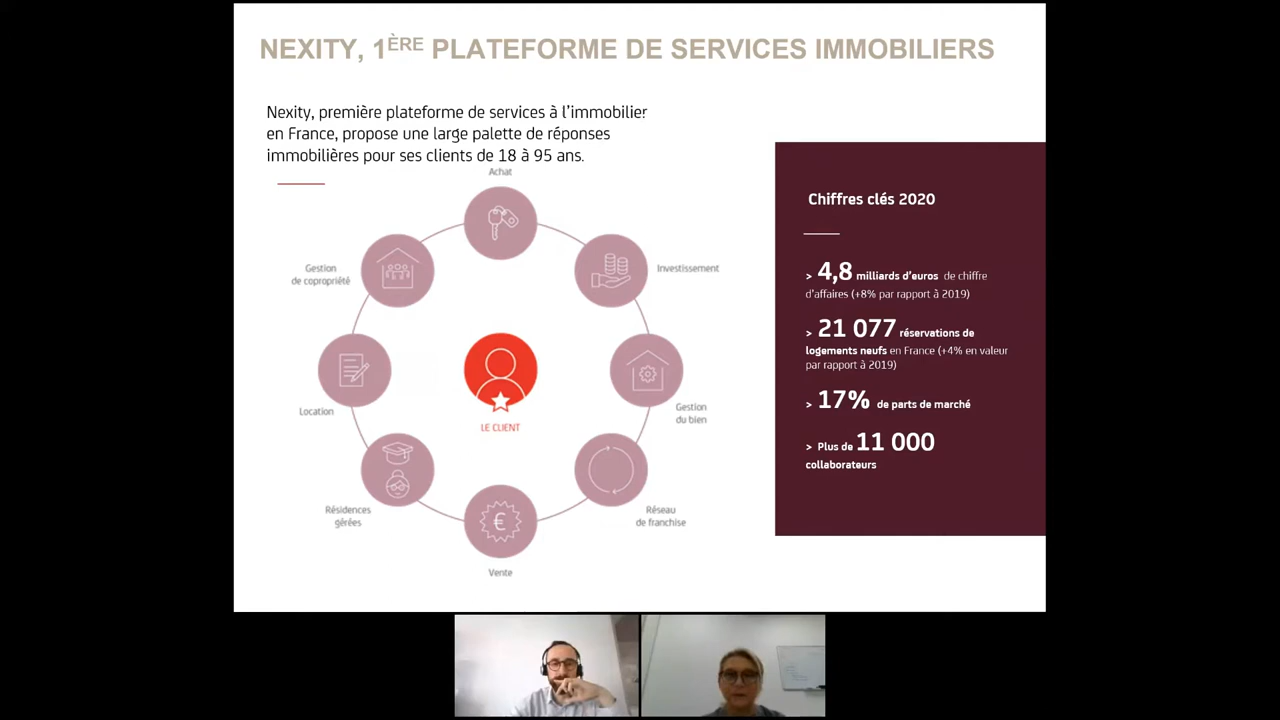 NEXITY, 1ÈRE PLATEFORME DE SERVICES IMMOBILIERS
Nexity, première plateforme de services à l'immobilier
en France, propose une large palette de réponses
immobilières pour ses clients de 18 à 95 ans.
Achat
Investissement
Gestion
du bien
Réseau
de franchise
Vente
Résidences
gérées
Location
Gestion
de copropriété
€
LE CLIENT
Chiffres clés 2020
> 4,8 milliards d'euros de chiffre
d'affaires (+8% par rapport à 2019)
> 21 077 réservations de
logements neufs en France (+4% en valeur
par rapport à 2019)
> 17% de parts de marché
> Plus de 11 000
collaborateurs